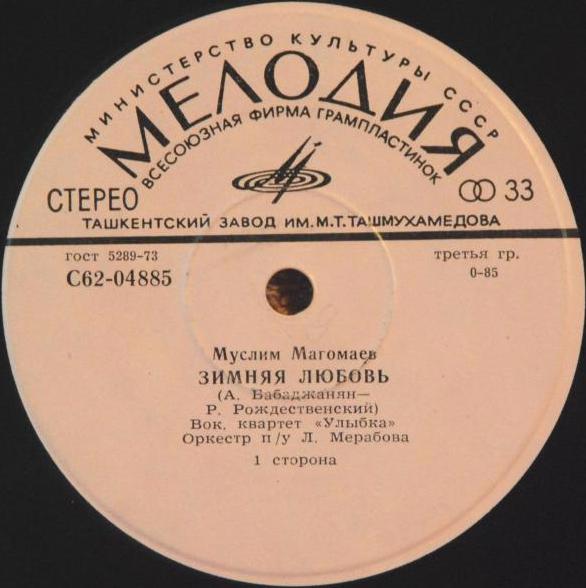 МИНИСТЕРСТВО КУЛЬТУРЫ СССР
МЕЛОДИЯ
ВСЕСОЮЗНАЯ ФИРМА ГРАМПЛАСТИНОК
СТЕРЕО
33
ТАШКЕНТСКИЙ ЗАВОД ИМ. М.Т. ТАШМУХАМЕДОВА
гост 5289-73
третья гр.
С62-04885
0-85
Муслим Магомаев
ЗИМНЯЯ ЛЮБОВЬ
(А. Бабаджанян—
Р. Рождественский)
Вок. квартет «Улыбка»
Оркестр п/у Л. Мерабова
1 сторона